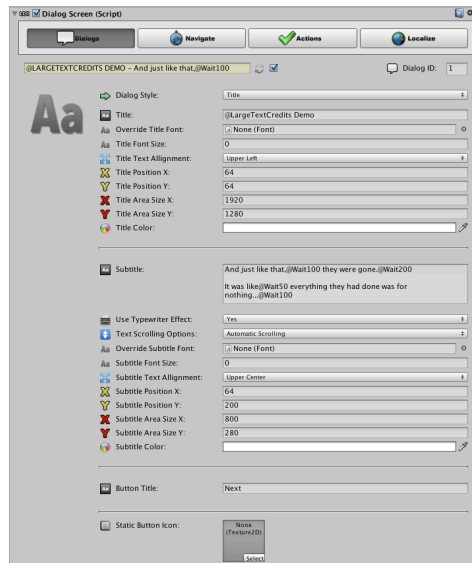 Dialog Screen (Script)
Dialogs Navigate Actions Localize
@LARGETEXTCREDITS DEMO - And just like that,@Wait100 Dialog ID: 1
Aa
Dialog Style: Title
Title: @LargeTextCredits Demo
Aa Override Title Font: None (Font)
Aa Title Font Size: 0
Title Text Allignment: Upper Left
X Title Position X: 64
Y Title Position Y: 64
X Title Area Size X: 1920
Y Title Area Size Y: 1280
Title Color:
Subtitle: And just like that,@Wait100 they were gone.@Wait200
It was like@Wait50 everything they had done was for
nothing...@Wait100
Use Typewriter Effect: Yes
Text Scrolling Options: Automatic Scrolling
Aa Override Subtitle Font: None (Font)
Aa Subtitle Font Size: 0
Subtitle Text Allignment: Upper Center
X Subtitle Position X: 64
Y Subtitle Position Y: 200
X Subtitle Area Size X: 800
Y Subtitle Area Size Y: 280
Subtitle Color:
Button Title: Next
Static Button Icon: None
(Texture2D)
Select